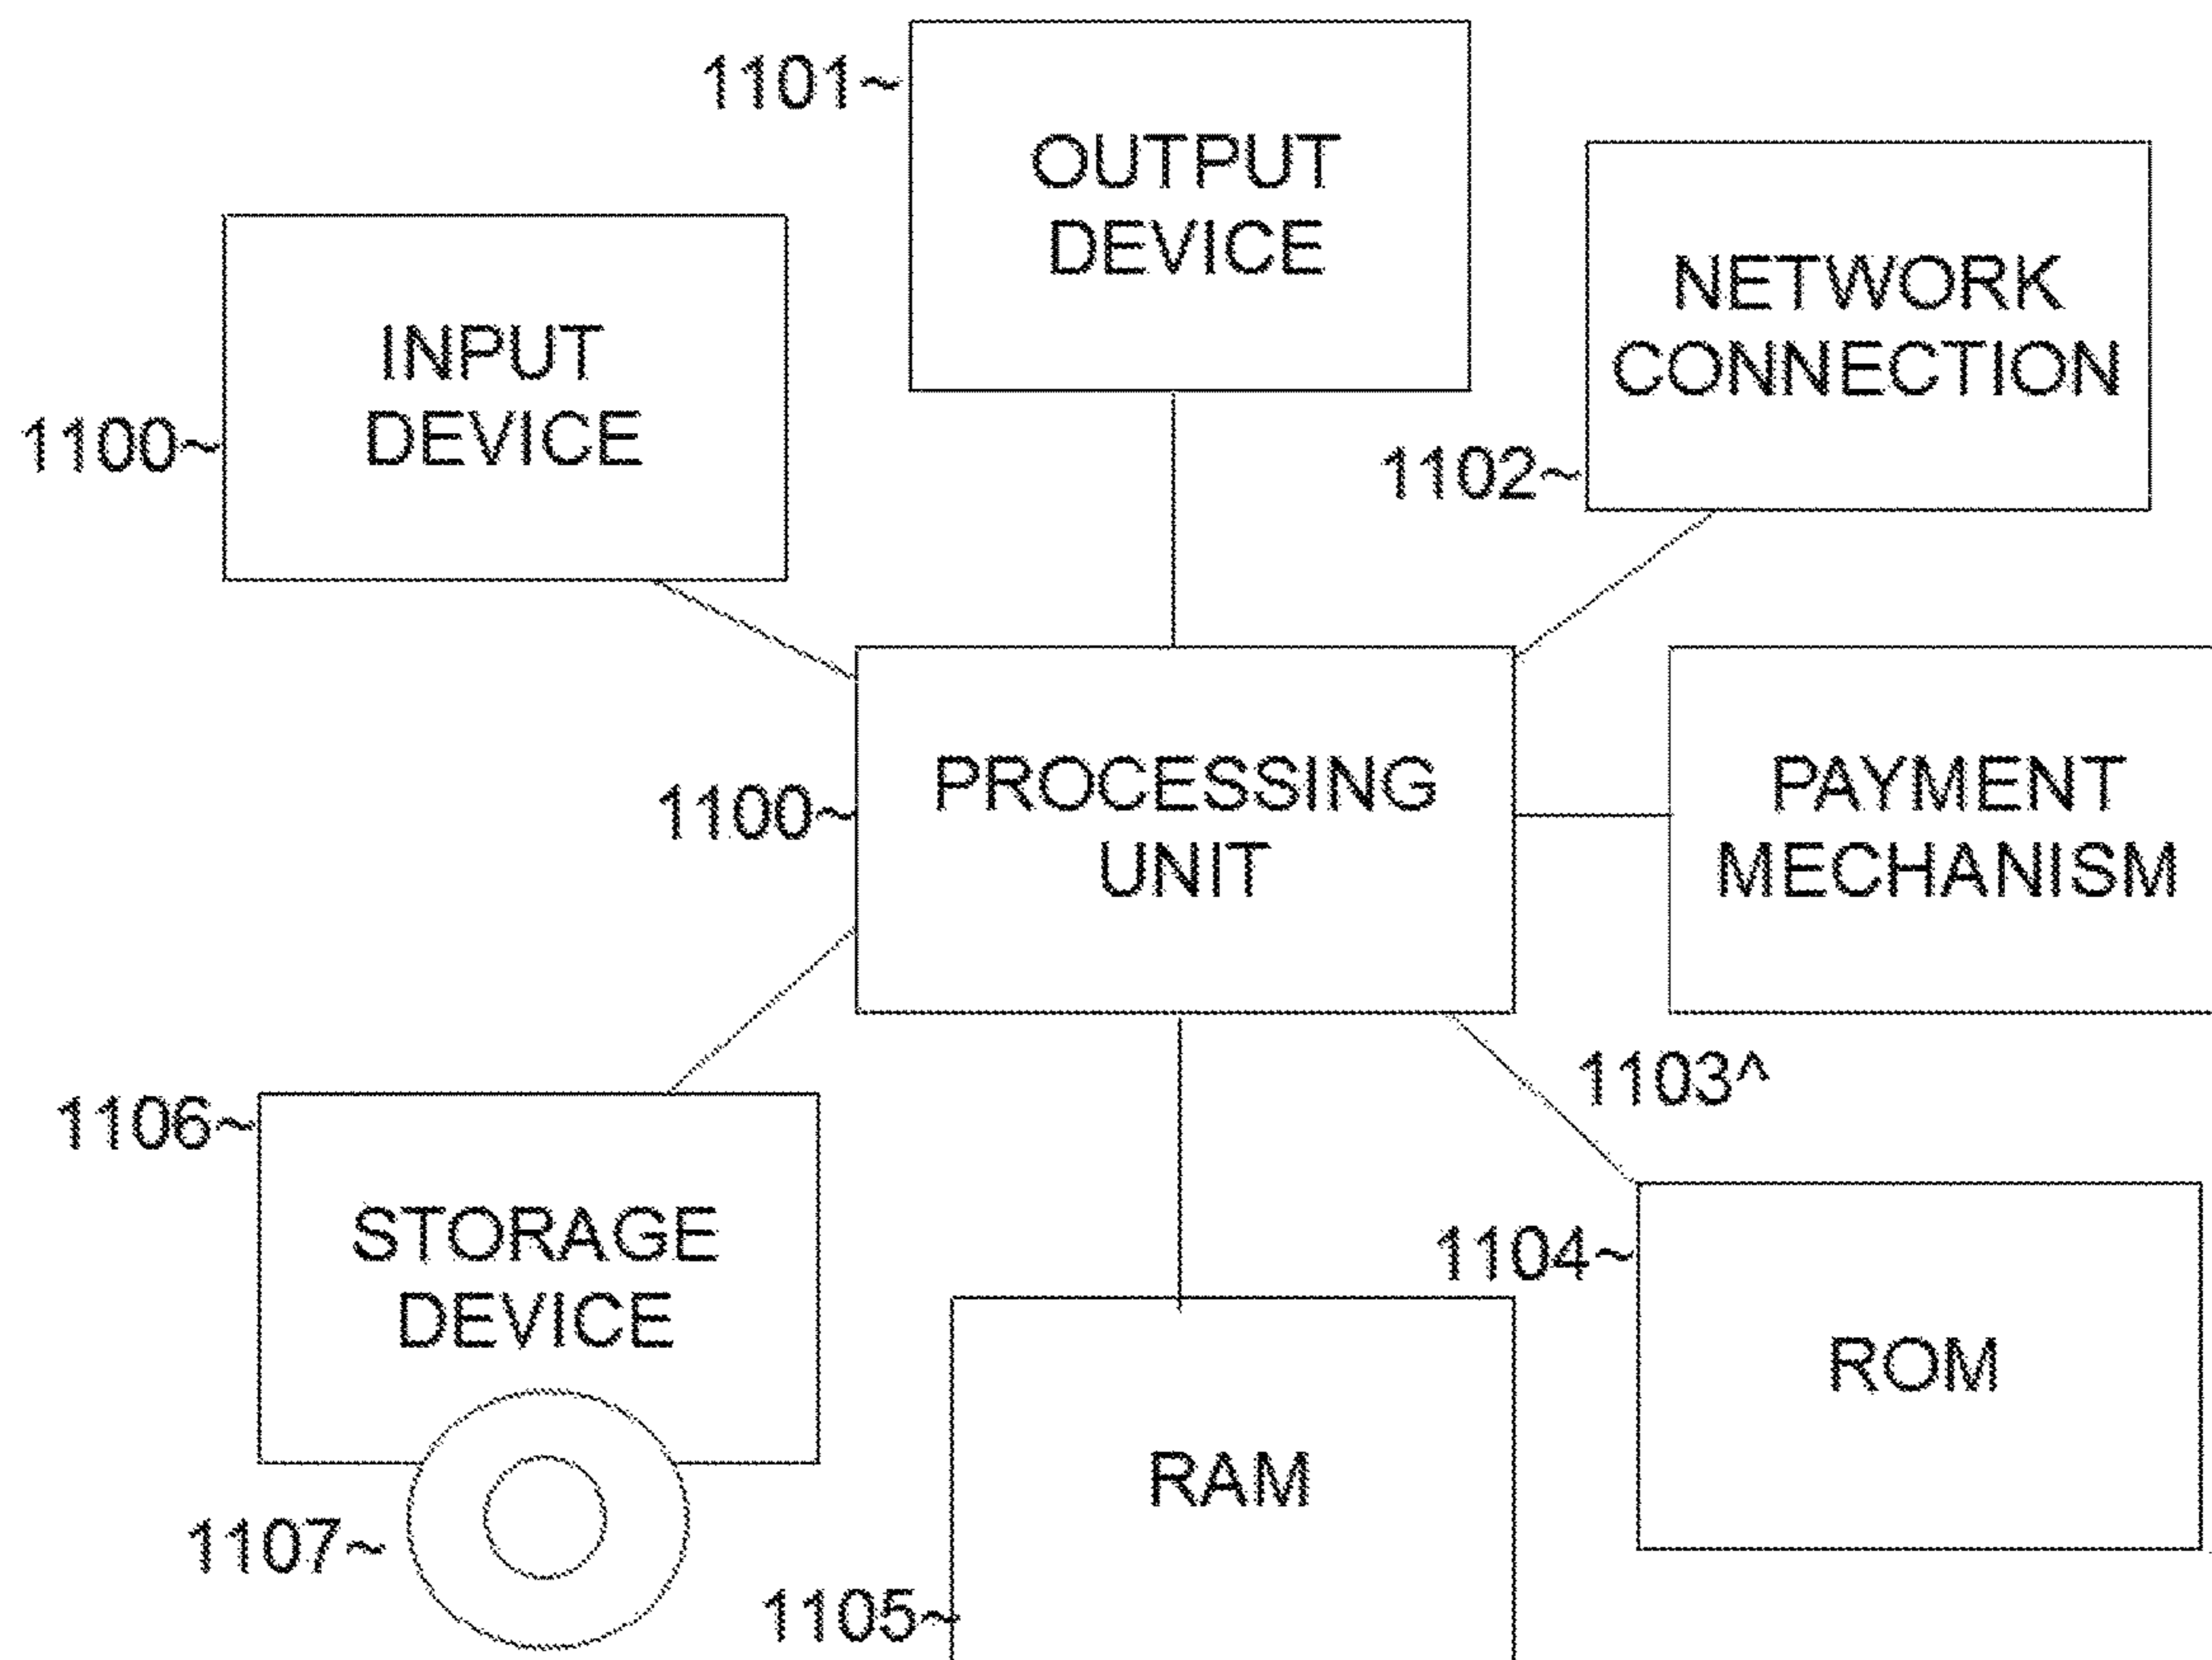 1101~
OUTPUT
DEVICE
NETWORK
CONNECTION
1102~
INPUT
DEVICE
1100~
1100~
PROCESSING
UNIT
PAYMENT
MECHANISM
1103^
1106~
STORAGE
DEVICE
1107~
1104~
ROM
RAM
1105~